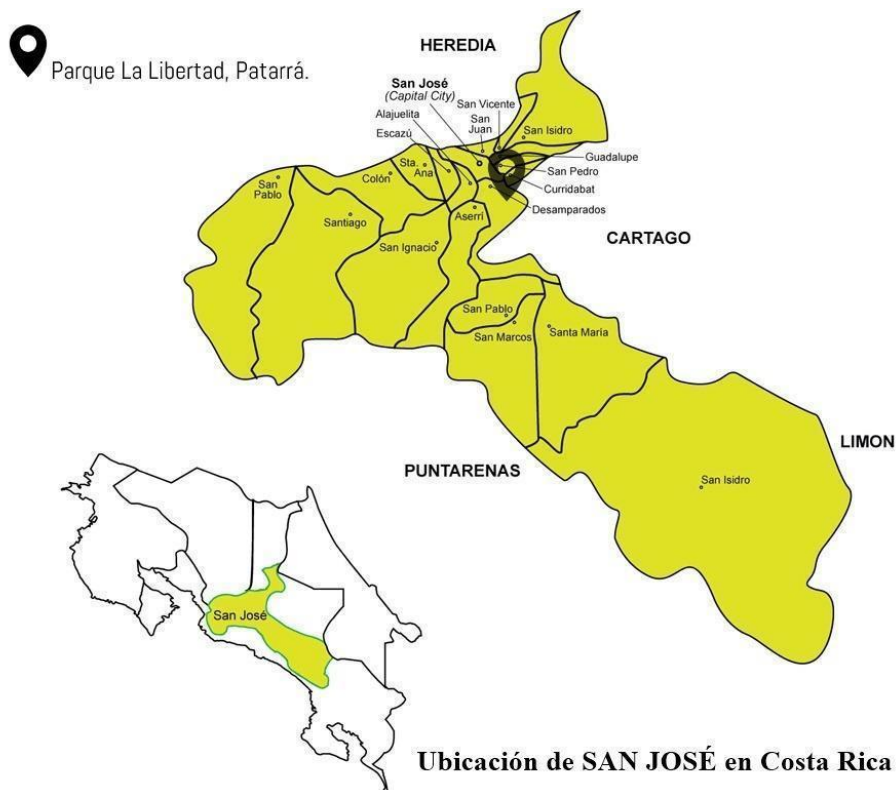 Parque La Libertad, Patarrá.
HEREDIA
San José
(Capital City)
San Vicente
Alajuelita
San
Juan
San Isidro
Escazú
Guadalupe
Sta.
Ana
San Pedro
Colón
San
Pablo
Curridabat
Desamparados
Aserrí
Santiago
CARTAGO
San Ignacio
San Pablo
San Marcos
Santa María
LIMON
PUNTARENAS
San Isidro
San José
Ubicación de SAN JOSÉ en Costa Rica